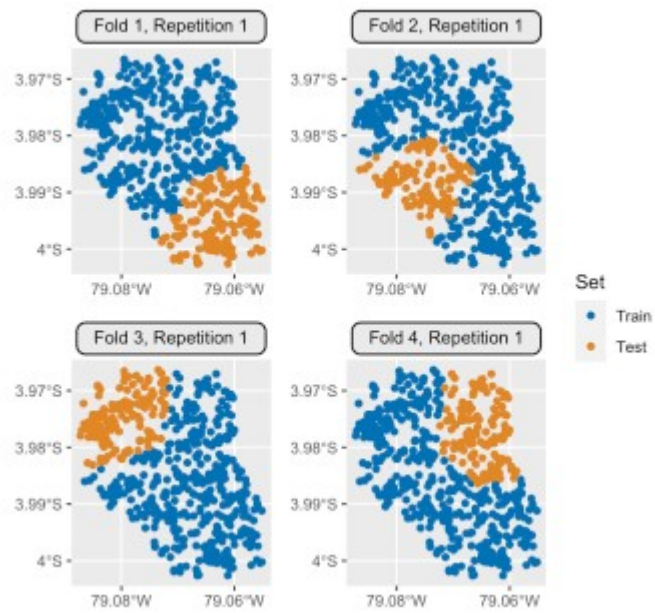 Fold 1, Repetition 1
Fold 2, Repetition 1
3.97°S
3.98°S
3.99°S
4°S
79.08°W
79.06°W
3.97°S
3.98°S
3.99°S
4°S
79.08°W
79.06°W
Set
Train
Test
Fold 3, Repetition 1
Fold 4, Repetition 1
3.97°S
3.98°S
3.99°S
4°S
79.08°W
79.06°W
3.97°S
3.98°S
3.99°S
4°S
79.08°W
79.06°W